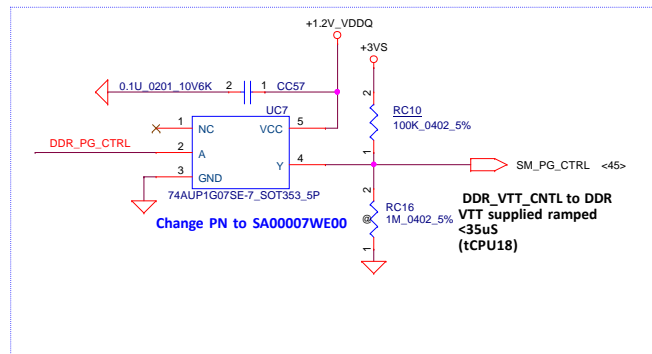 +1.2V_VDDQ
+3VS
0.1U_0201_10V6K 2 1 CC57
UC7
2
RC10
100K_0402_5%
1
1 NC VCC 5
DDR_PG_CTRL 2 A
3 GND Y 4
SM_PG_CTRL <45>
74AUP1G07SE-7_SOT353_5P
Change PN to SA00007WE00
2
RC16
@ 1M_0402_5%
1
DDR_VTT_CNTL to DDR
VTT supplied ramped
<35uS
(tCPU18)